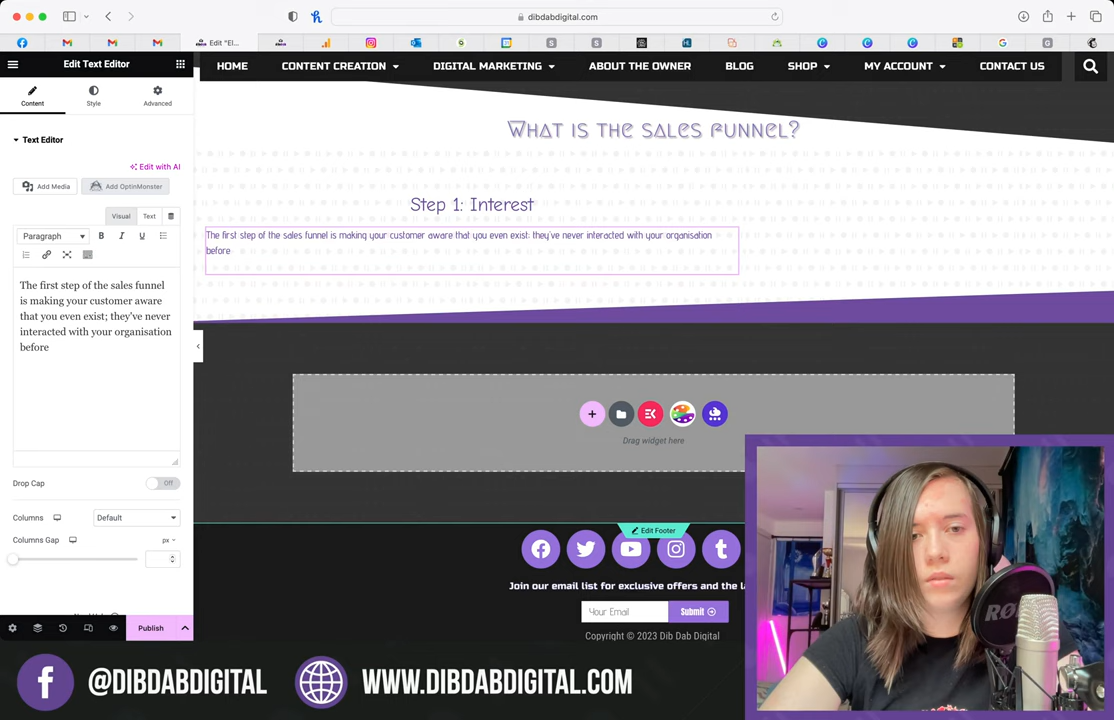 dibdabdigital.com
Edit "El...
Edit Text Editor
HOME
CONTENT CREATION
DIGITAL MARKETING
ABOUT THE OWNER
BLOG
SHOP
MY ACCOUNT
CONTACT US
Content
Style
Advanced
What is the sales funnel?
Text Editor
Edit with AI
Add Media
Add OptinMonster
Visual
Text
Paragraph
B
I
U
Step 1: Interest
The first step of the sales funnel is making your customer aware that you even exist; they've never interacted with your organisation
before
The first step of the sales funnel
is making your customer aware
that you even exist; they've never
interacted with your organisation
before
Drag widget here
Drop Cap
Off
Columns
Default
Columns Gap
px
Edit Footer
Join our email list for exclusive offers and the la
Your Email
Submit
Copyright © 2023 Dib Dab Digital
Publish
RØDE
@DIBDABDIGITAL
WWW.DIBDABDIGITAL.COM